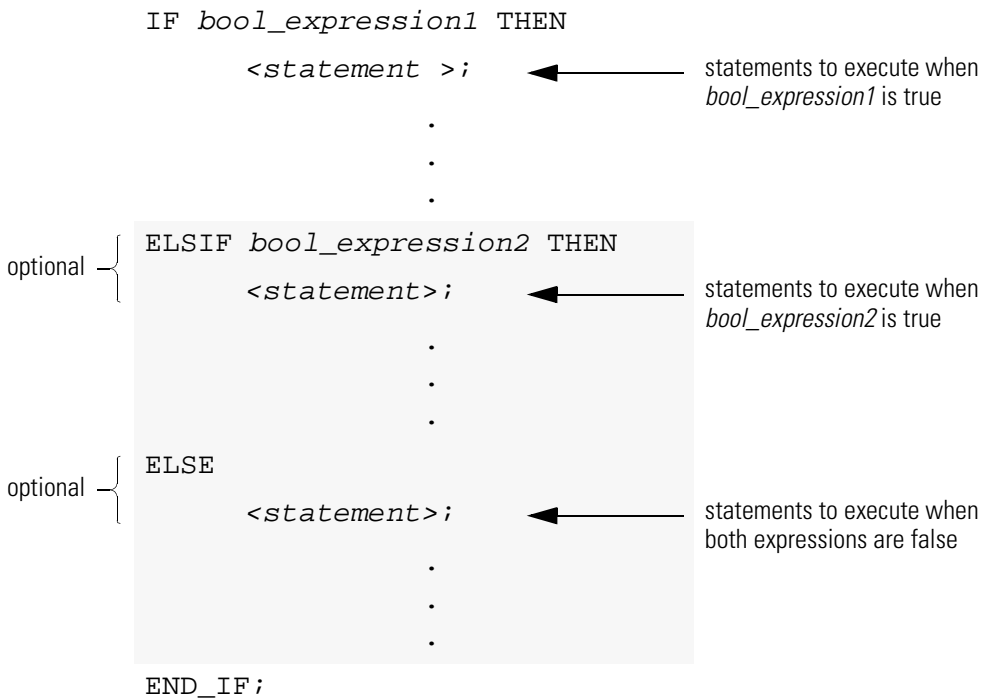 IF bool_expression1 THEN
<statement >;
statements to execute when
bool_expression1 is true
.
.
.
optional
ELSIF bool_expression2 THEN
<statement>;
statements to execute when
bool_expression2 is true
.
.
.
optional
ELSE
<statement>;
statements to execute when
both expressions are false
.
.
.
END_IF;